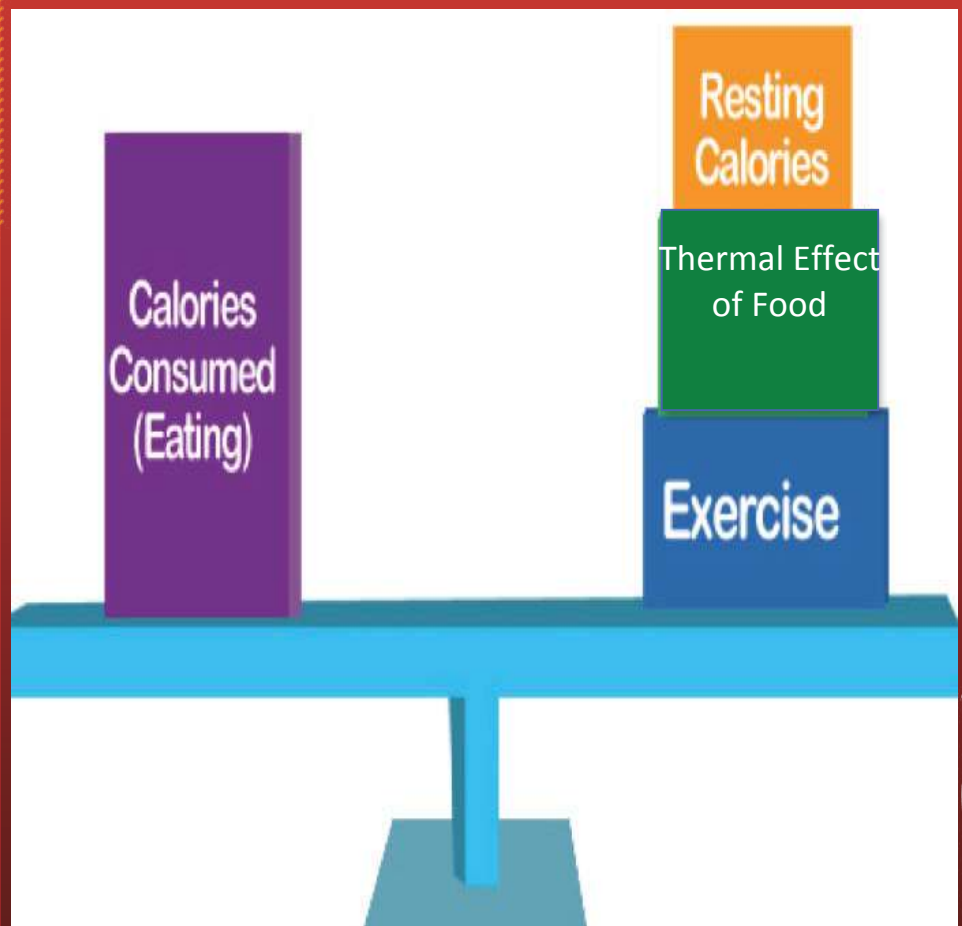 Calories
Consumed
(Eating)
Resting
Calories
Thermal Effect
of Food
Exercise